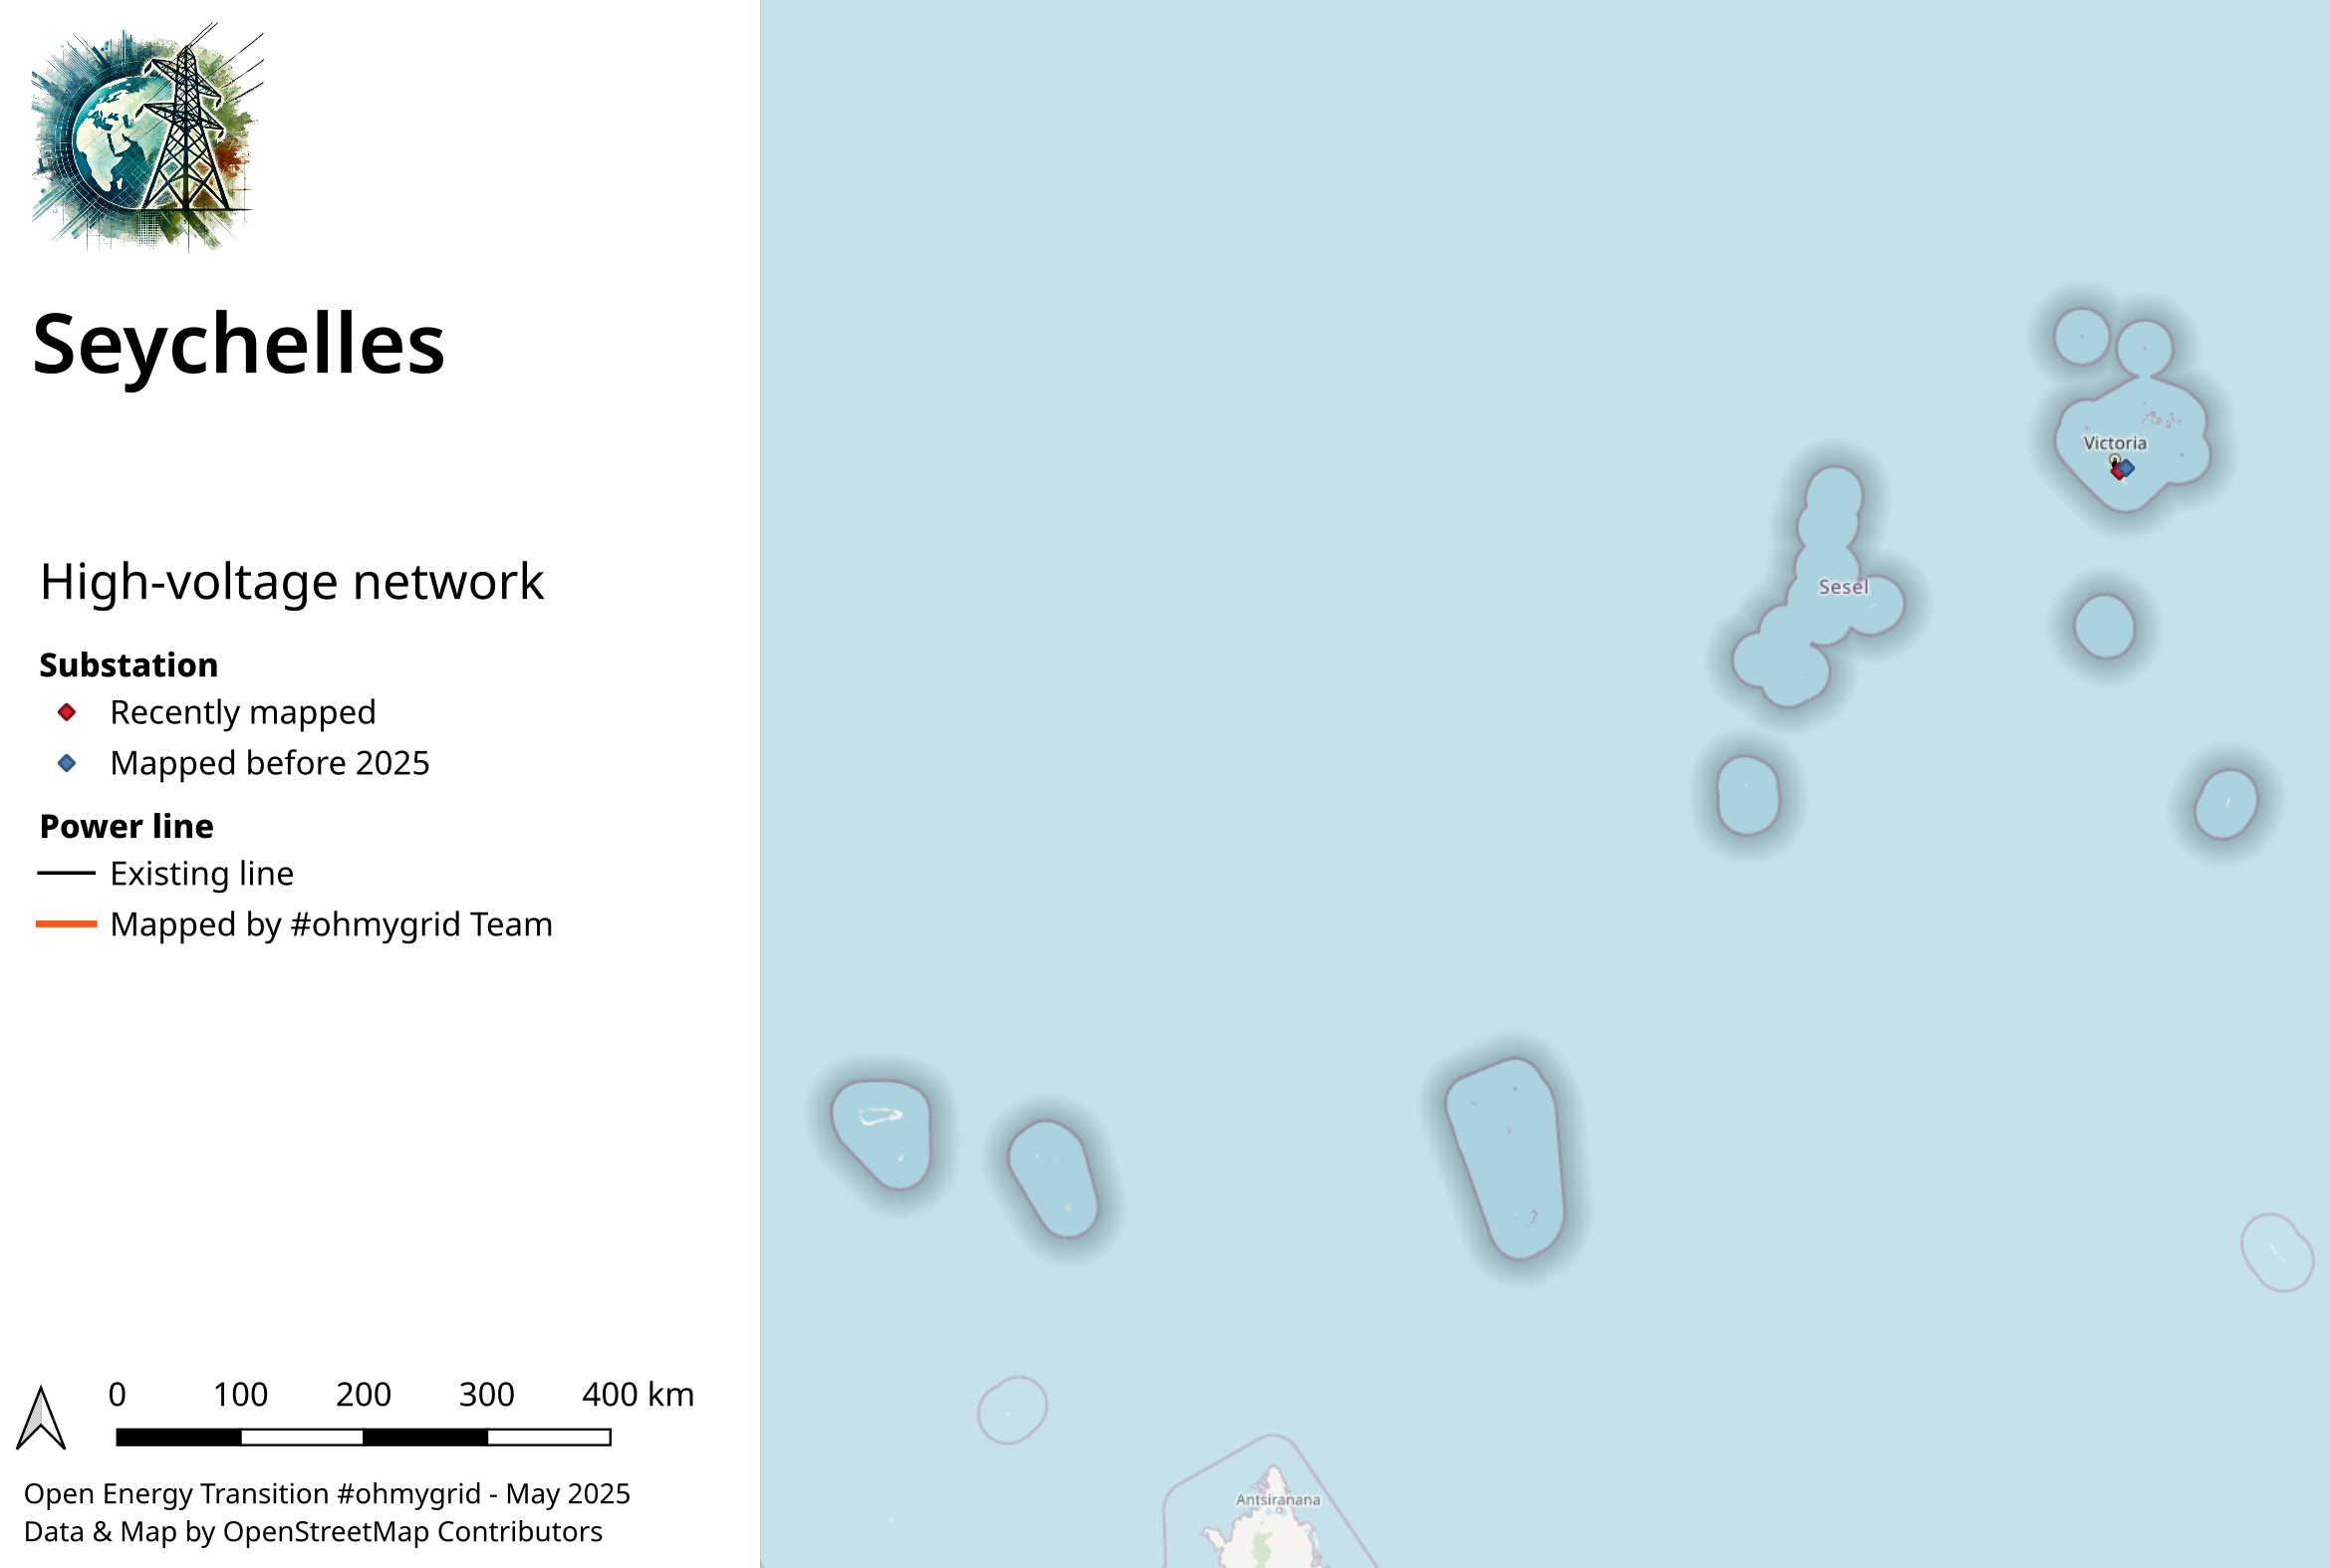 Seychelles
High-voltage network
Substation
Recently mapped
Mapped before 2025
Power line
Existing line
Mapped by #ohmygrid Team
0 100 200 300 400 km
Open Energy Transition #ohmygrid - May 2025
Data & Map by OpenStreetMap Contributors
Victoria
Sesel
Antsiranana